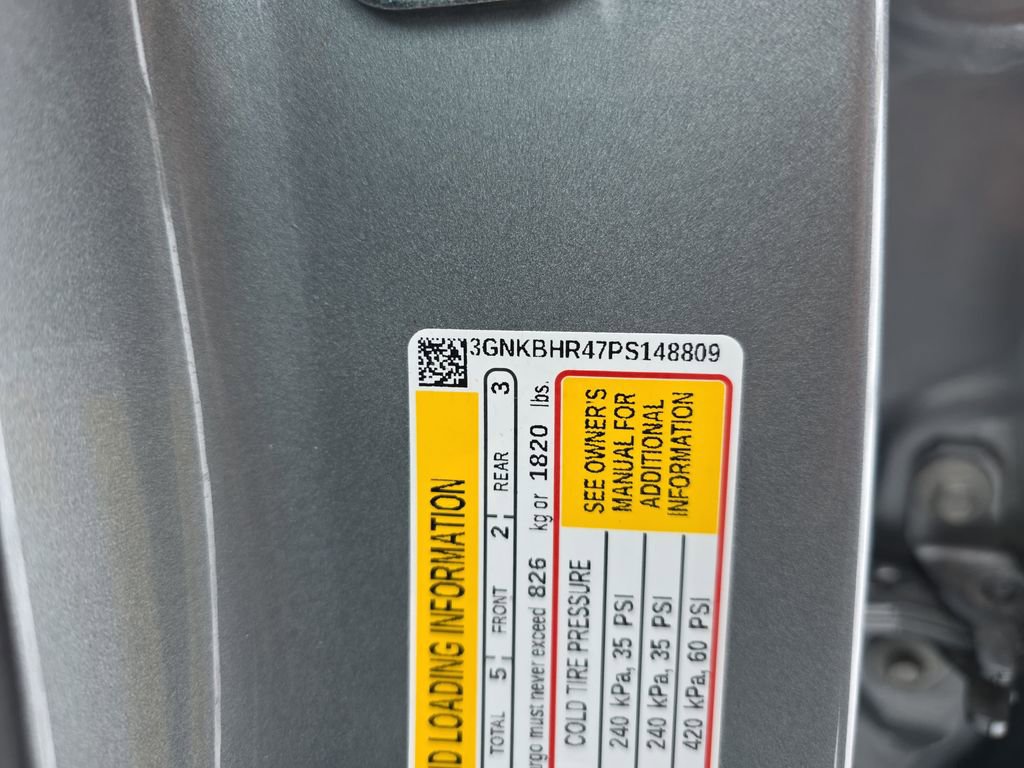 3GNKBHR47PS148809
ND LOADING INFORMATION
TOTAL 5 FRONT 2 REAR 3
must never exceed 826 kg or 1820 lbs.
COLD TIRE PRESSURE
240 kPa, 35 PSI
240 kPa, 35 PSI
420 kPa, 60 PSI
SEE OWNER'S
MANUAL FOR
ADDITIONAL
INFORMATION